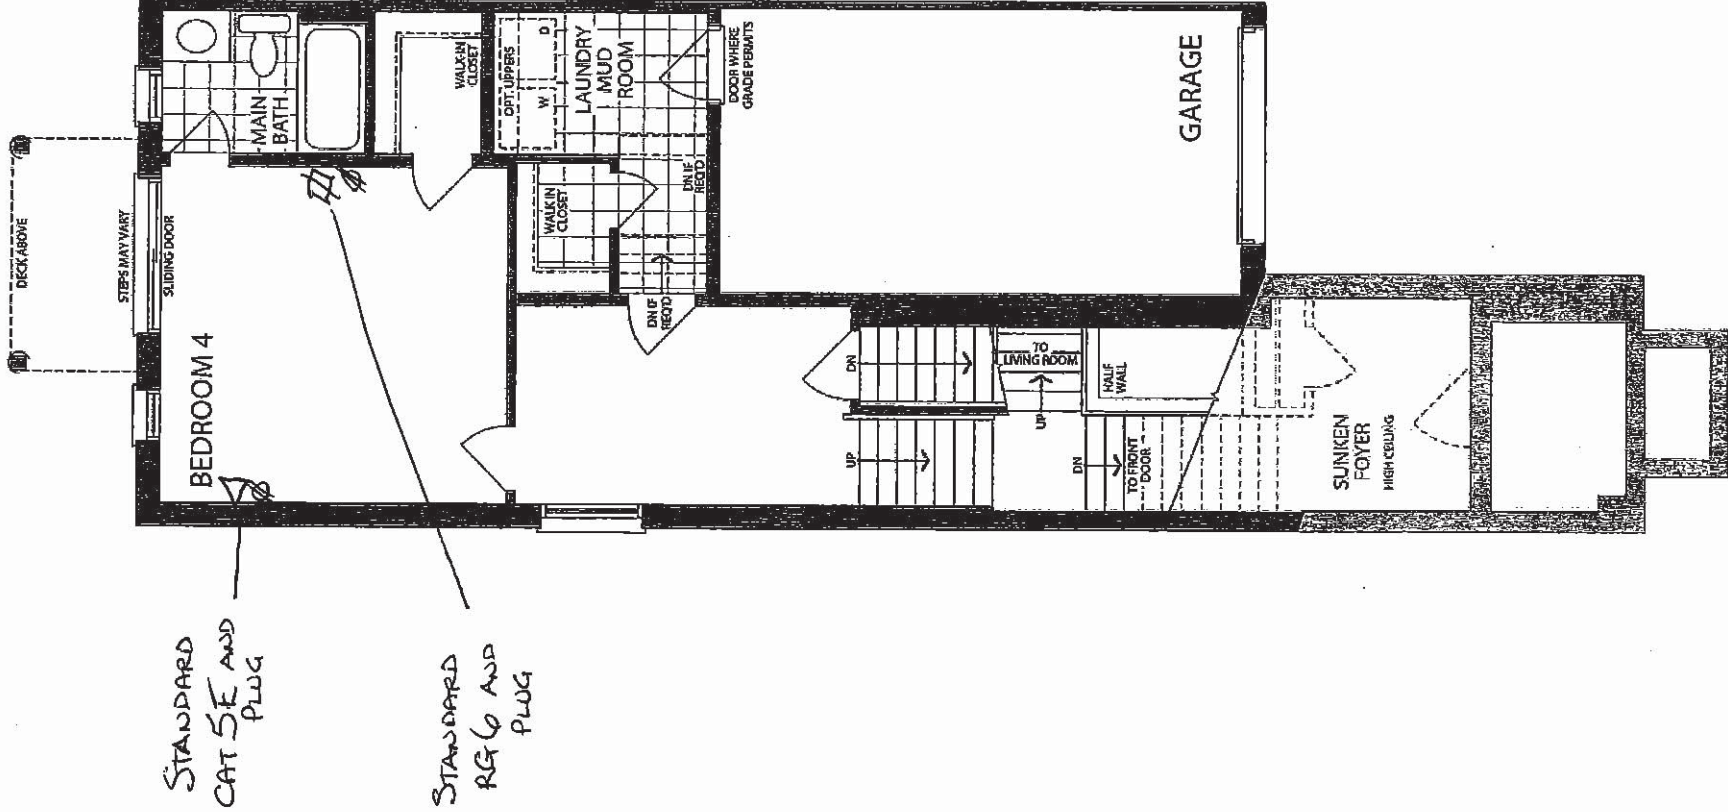 DECK ABOVE
STEPS MAY VARY
SLIDING DOOR
MAIN
BATH
WALK-IN
CLOSET
OPT. UPPERS
W.
D
LAUNDRY
MUD
ROOM
DOOR WHERE
GRADE PERMITS
GARAGE
BEDROOM 4
WALK IN
CLOSET
DN IF
REQ'D
DN IF
REQ'D
DN
UP
TO
LIVING ROOM
UP
HALF
WALL
DN
TO FRONT
DOOR
SUNKEN
FOYER
HIGH CEILING
STANDARD
CAT 5E AND
PLUG
STANDARD
RG6 AND
PLUG